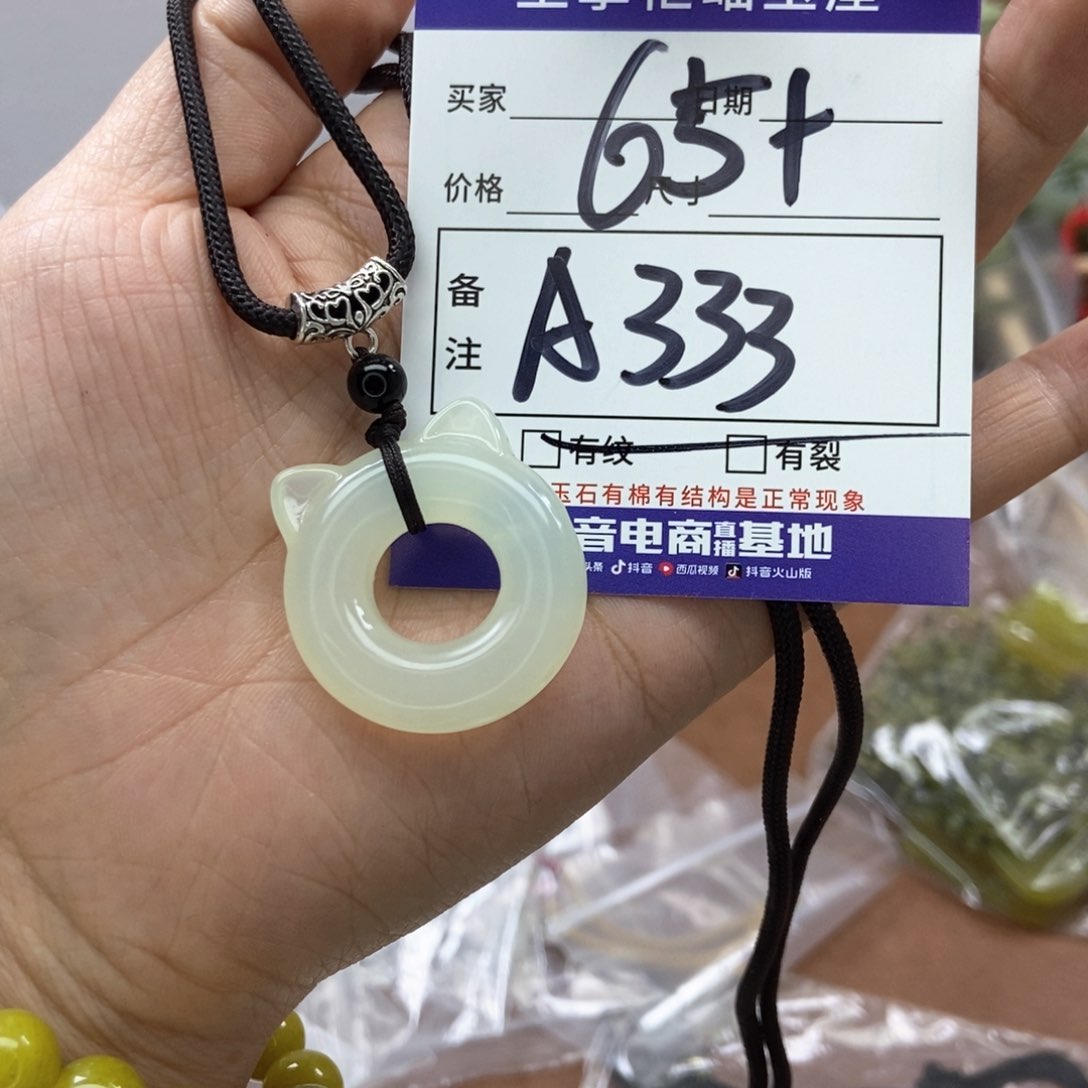 买家 日期
65+
价格 尺寸
备注
A333
□有纹 □有裂
玉石有棉有结构是正常现象
音电商直播基地
头条 抖音 西瓜视频 抖音火山版